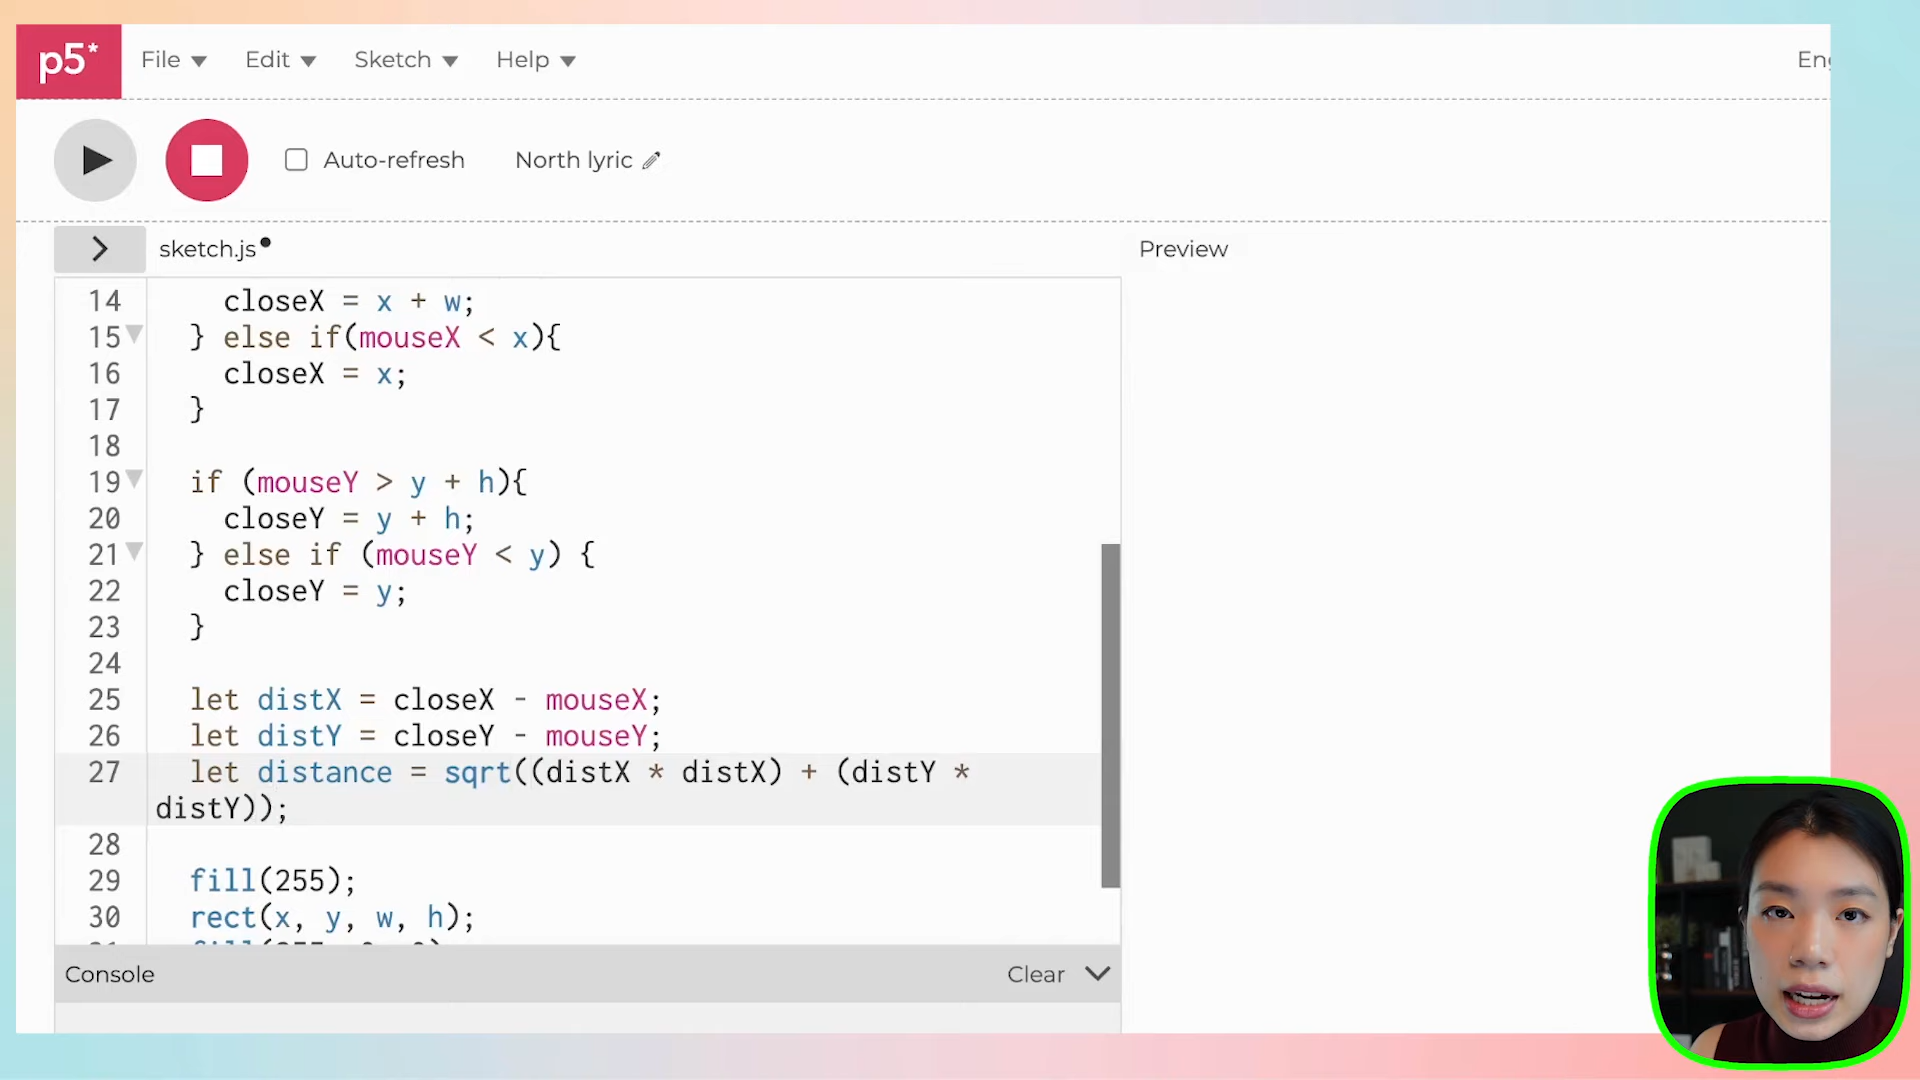 p5* File Edit Sketch Help
Auto-refresh North lyric
sketch.js Preview
14 closeX = x + w;
15 } else if(mouseX < x){
16 closeX = x;
17 }
18
19 if (mouseY > y + h){
20 closeY = y + h;
21 } else if (mouseY < y) {
22 closeY = y;
23 }
24
25 let distX = closeX - mouseX;
26 let distY = closeY - mouseY;
27 let distance = sqrt((distX * distX) + (distY *
distY));
28
29 fill(255);
30 rect(x, y, w, h);
Console Clear